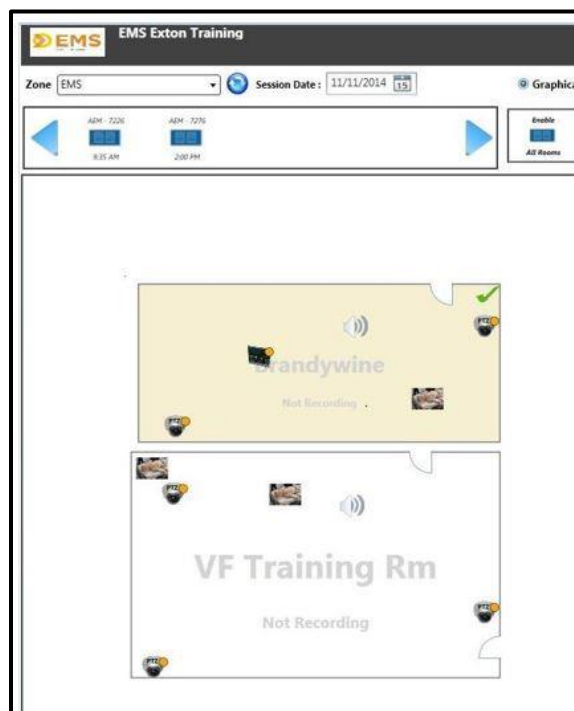 EMS
EMS Exton Training
Zone EMS Session Date : 11/11/2014 15 Graphica
AEM - 7226
9:35 AM
AEM - 7276
2:00 PM
Enable
All Rooms
PTZ
Brandywine
Not Recording
PTZ
PTZ
VF Training Rm
PTZ
Not Recording
PTZ